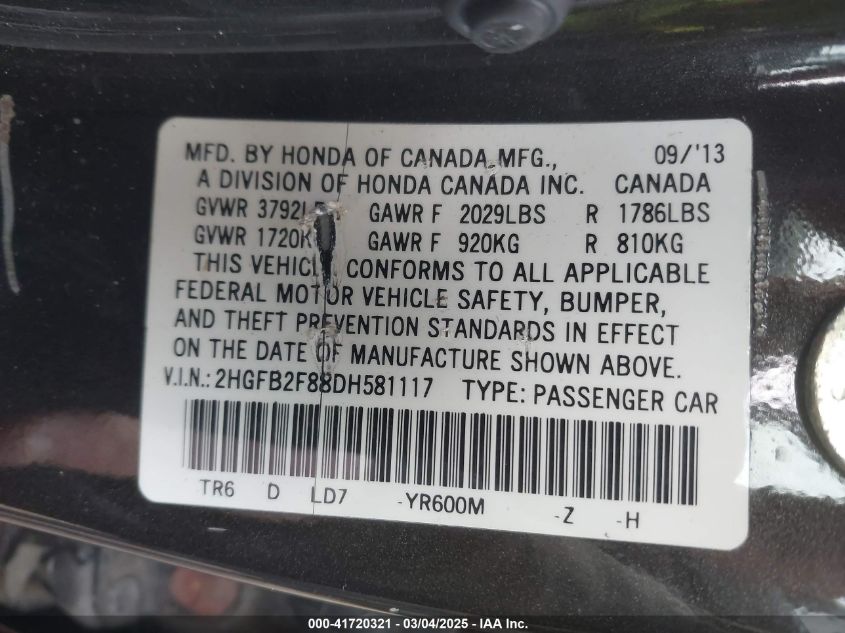 MFD. BY HONDA OF CANADA MFG., 09/'13
A DIVISION OF HONDA CANADA INC. CANADA
GVWR 3792LBS GAWR F 2029LBS R 1786LBS
GVWR 1720KG GAWR F 920KG R 810KG
THIS VEHICLE CONFORMS TO ALL APPLICABLE
FEDERAL MOTOR VEHICLE SAFETY, BUMPER,
AND THEFT PREVENTION STANDARDS IN EFFECT
ON THE DATE OF MANUFACTURE SHOWN ABOVE.
V.I.N.: 2HGFB2F88DH581117 TYPE: PASSENGER CAR
TR6 D LD7 -YR600M -Z -H
000-41720321 - 03/04/2025 - IAA Inc.